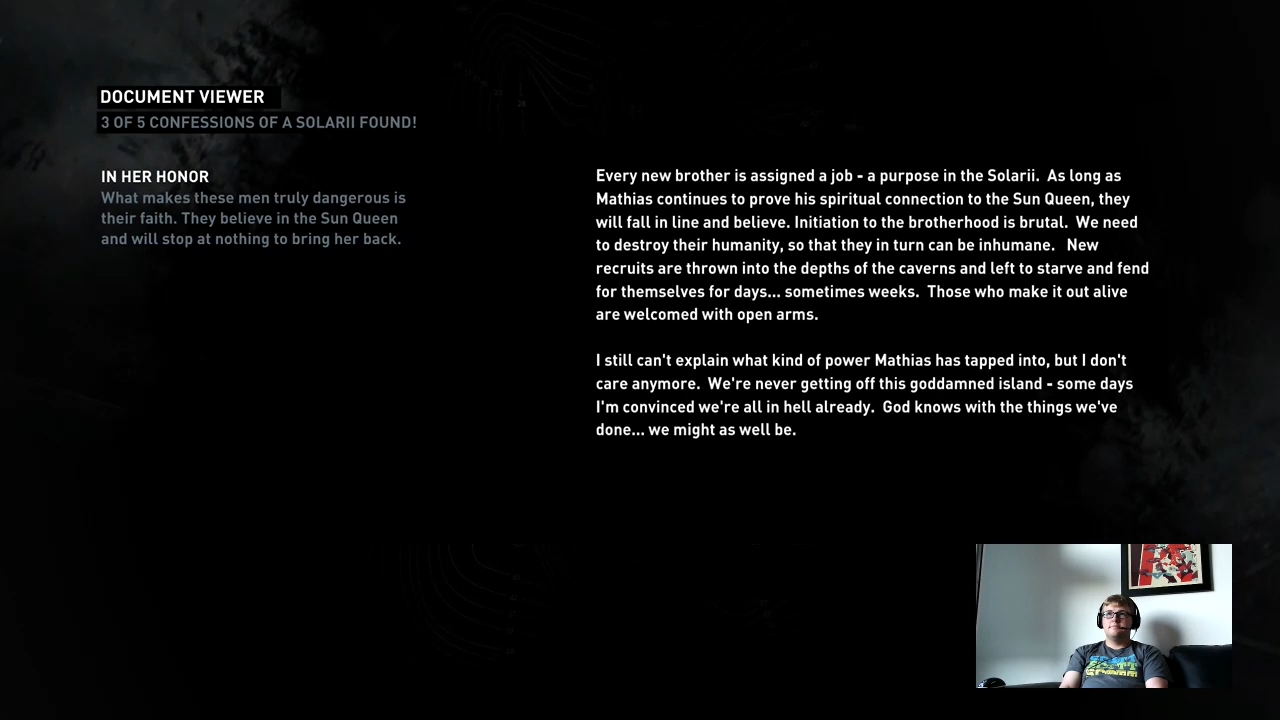 DOCUMENT VIEWER
3 OF 5 CONFESSIONS OF A SOLARII FOUND!
IN HER HONOR
What makes these men truly dangerous is
their faith. They believe in the Sun Queen
and will stop at nothing to bring her back.
Every new brother is assigned a job - a purpose in the Solarii. As long as
Mathias continues to prove his spiritual connection to the Sun Queen, they
will fall in line and believe. Initiation to the brotherhood is brutal. We need
to destroy their humanity, so that they in turn can be inhumane. New
recruits are thrown into the depths of the caverns and left to starve and fend
for themselves for days... sometimes weeks. Those who make it out alive
are welcomed with open arms.
I still can't explain what kind of power Mathias has tapped into, but I don't
care anymore. We're never getting off this goddamned island - some days
I'm convinced we're all in hell already. God knows with the things we've
done... we might as well be.